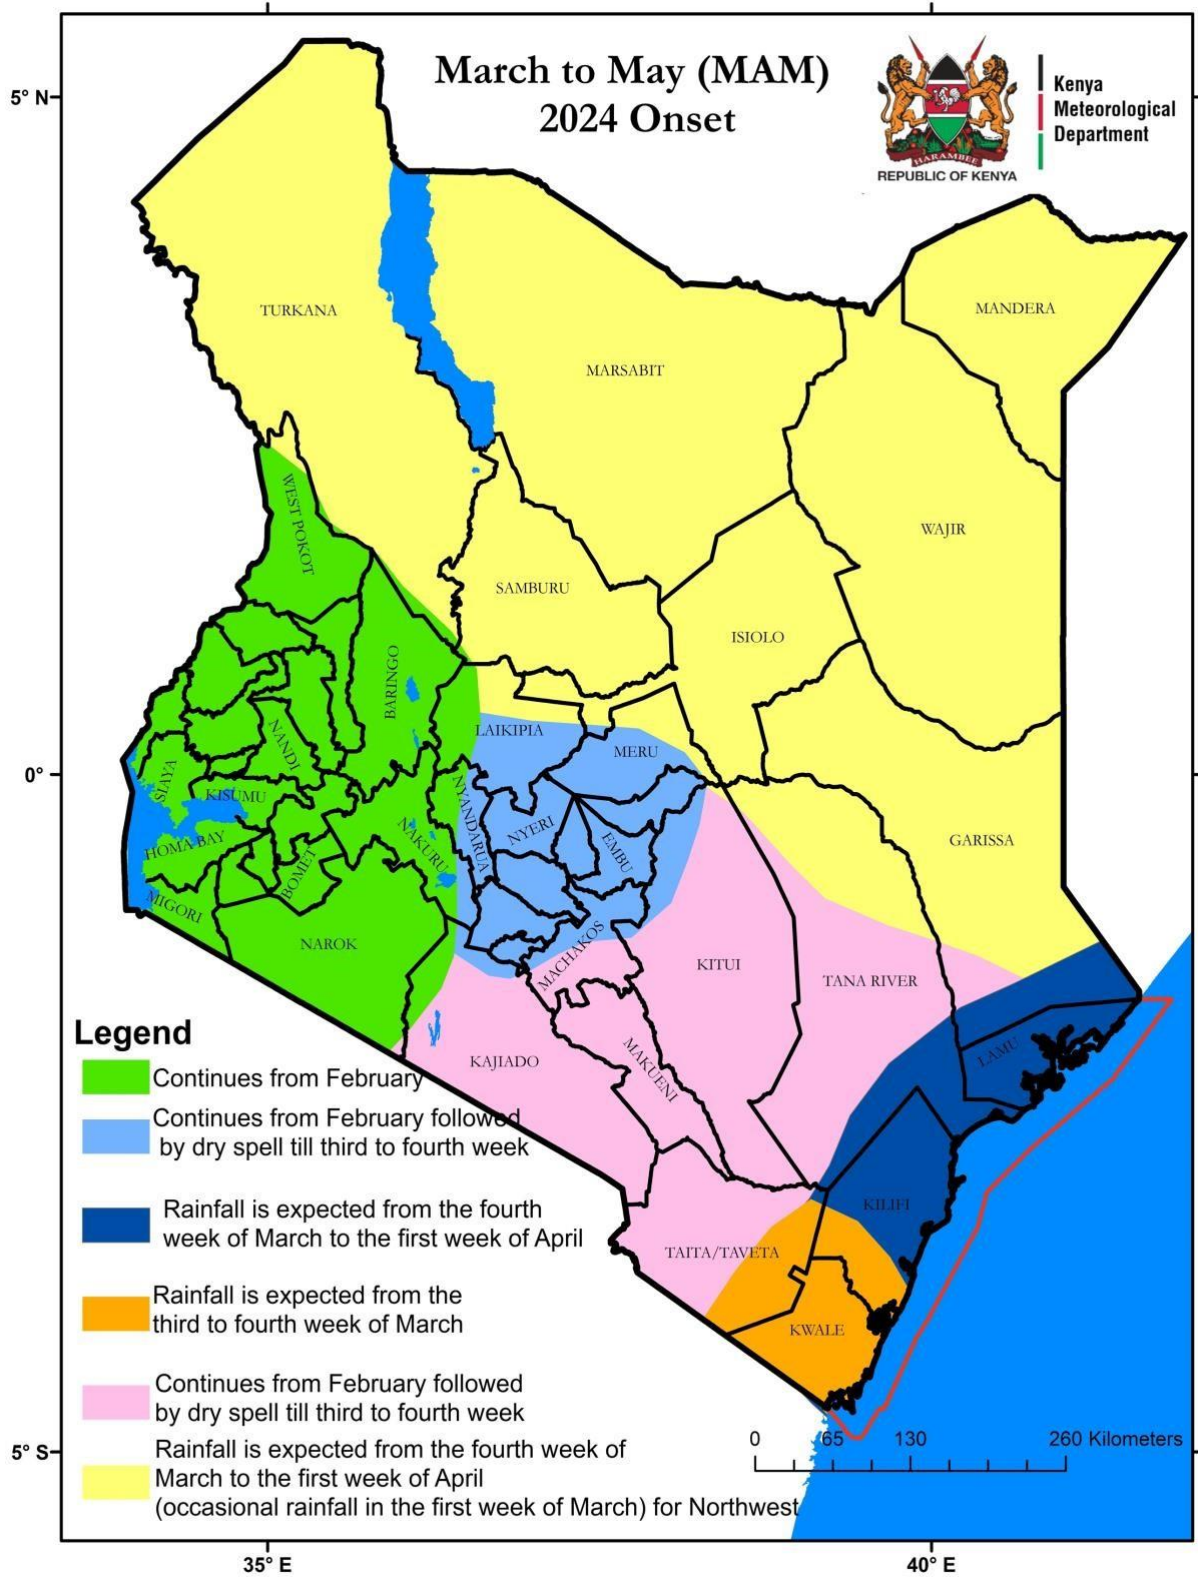 March to May (MAM)
2024 Onset
Kenya
Meteorological
Department
HARAMBEE
REPUBLIC OF KENYA
5° N
0°
5° S
35° E
40° E
TURKANA
MARSABIT
MANDERA
WAJIR
WEST POKOT
SAMBURU
ISIOLO
BARINGO
LAIKIPIA
MERU
NANDI
SIAYA
KISUMU
HOMA BAY
NYANDARUA
NYERI
EMBU
NAKURU
BOMET
MIGORI
NAROK
GARISSA
MACHAKOS
KITUI
TANA RIVER
KAJIADO
MAKUENI
LAMU
KILIFI
TAITA/TAVETA
KWALE
Legend
Continues from February
Continues from February followed
by dry spell till third to fourth week
Rainfall is expected from the fourth
week of March to the first week of April
Rainfall is expected from the
third to fourth week of March
Continues from February followed
by dry spell till third to fourth week
Rainfall is expected from the fourth week of
March to the first week of April
(occasional rainfall in the first week of March) for Northwest
0 65 130 260 Kilometers